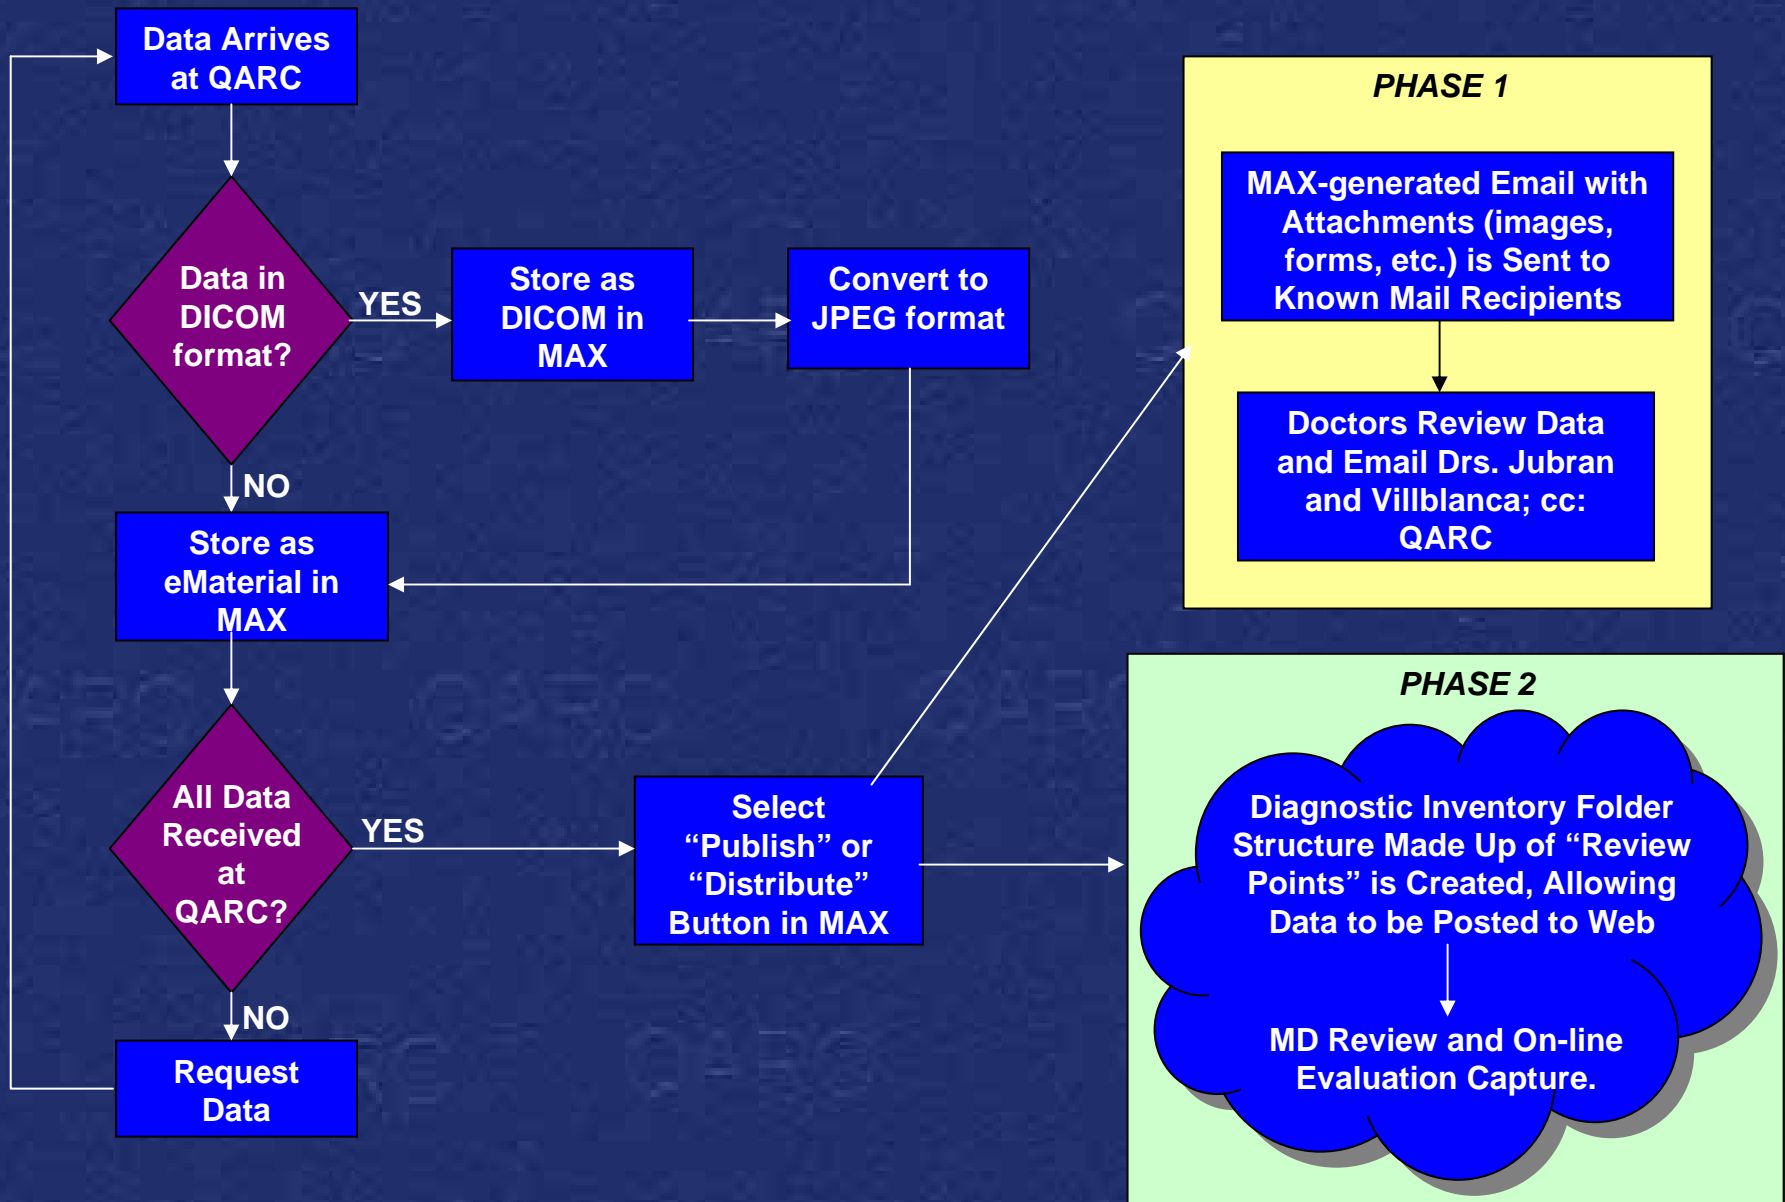 Data Arrives
at QARC
Data in
DICOM
format?
YES
Store as
DICOM in
MAX
Convert to
JPEG format
NO
Store as
eMaterial in
MAX
All Data
Received
at
QARC?
YES
Select
“Publish” or
“Distribute”
Button in MAX
NO
Request
Data
PHASE 1
MAX-generated Email with
Attachments (images,
forms, etc.) is Sent to
Known Mail Recipients
Doctors Review Data
and Email Drs. Jubran
and Villblanca; cc:
QARC
PHASE 2
Diagnostic Inventory Folder
Structure Made Up of “Review
Points” is Created, Allowing
Data to be Posted to Web
MD Review and On-line
Evaluation Capture.